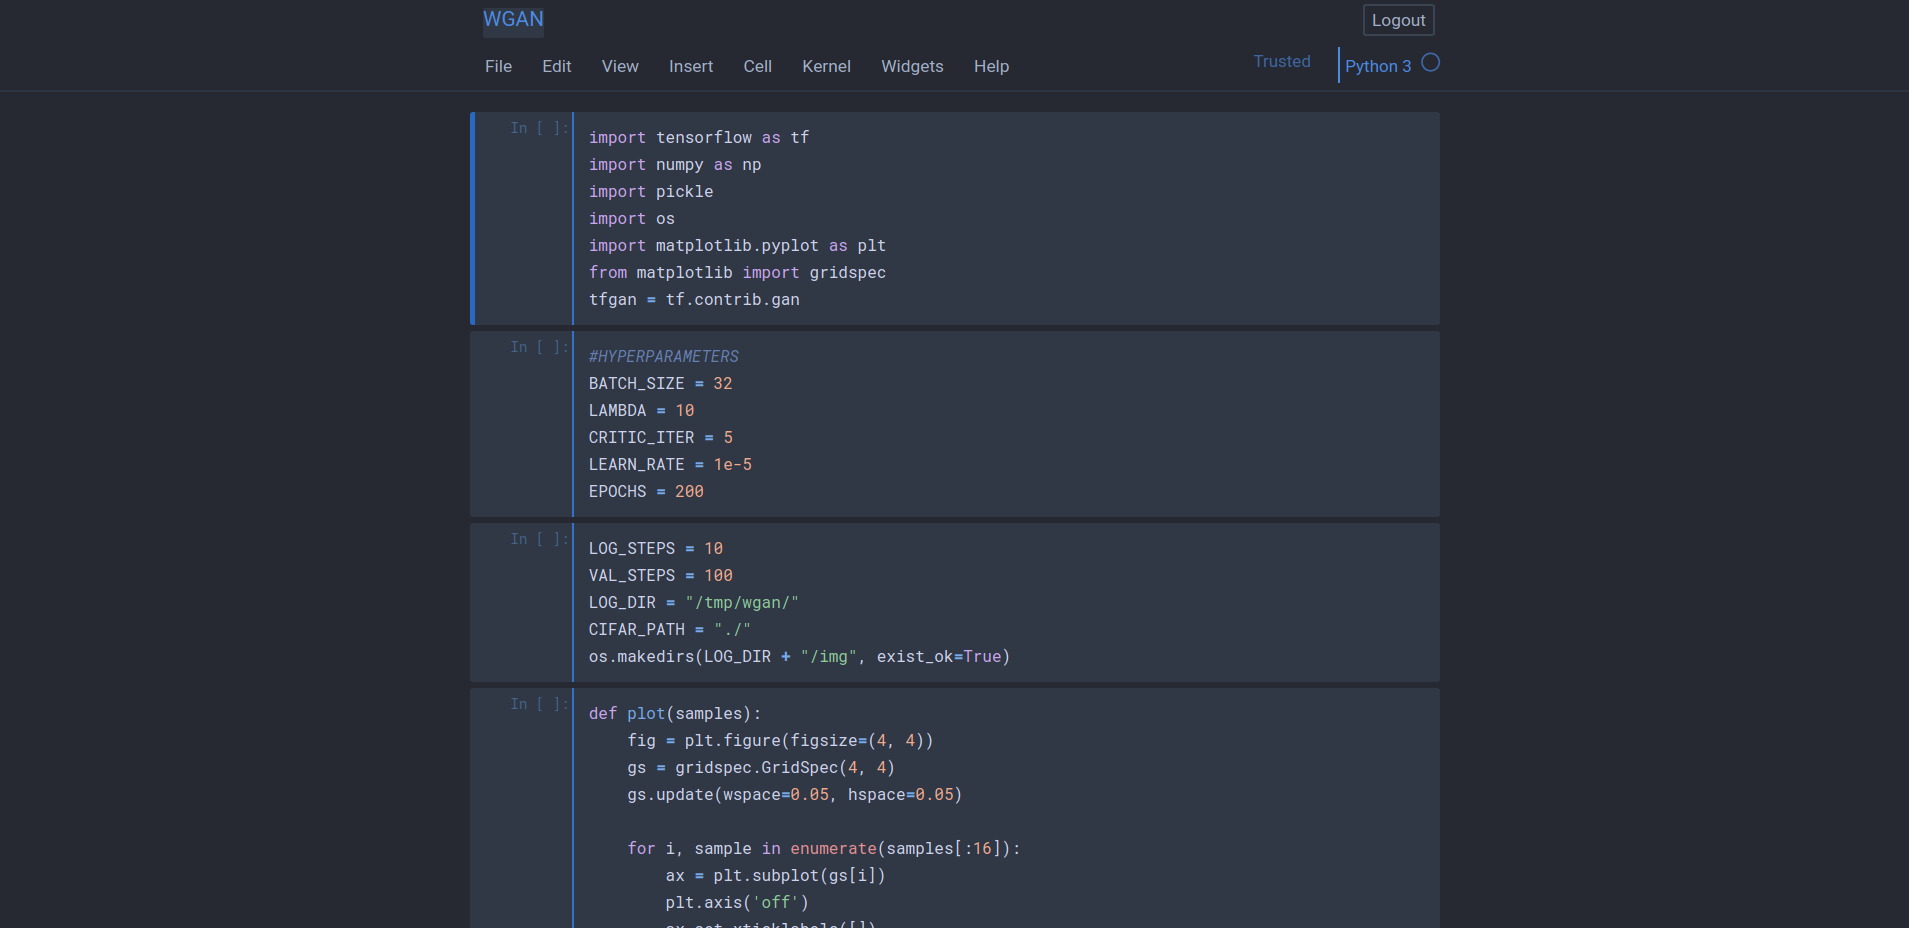 WGAN
Logout
File Edit View Insert Cell Kernel Widgets Help
Trusted Python 3
In [ ]:
import tensorflow as tf
import numpy as np
import pickle
import os
import matplotlib.pyplot as plt
from matplotlib import gridspec
tfgan = tf.contrib.gan
In [ ]:
#HYPERPARAMETERS
BATCH_SIZE = 32
LAMBDA = 10
CRITIC_ITER = 5
LEARN_RATE = 1e-5
EPOCHS = 200
In [ ]:
LOG_STEPS = 10
VAL_STEPS = 100
LOG_DIR = "/tmp/wgan/"
CIFAR_PATH = "./"
os.makedirs(LOG_DIR + "/img", exist_ok=True)
In [ ]:
def plot(samples):
    fig = plt.figure(figsize=(4, 4))
    gs = gridspec.GridSpec(4, 4)
    gs.update(wspace=0.05, hspace=0.05)
    for i, sample in enumerate(samples[:16]):
        ax = plt.subplot(gs[i])
        plt.axis('off')